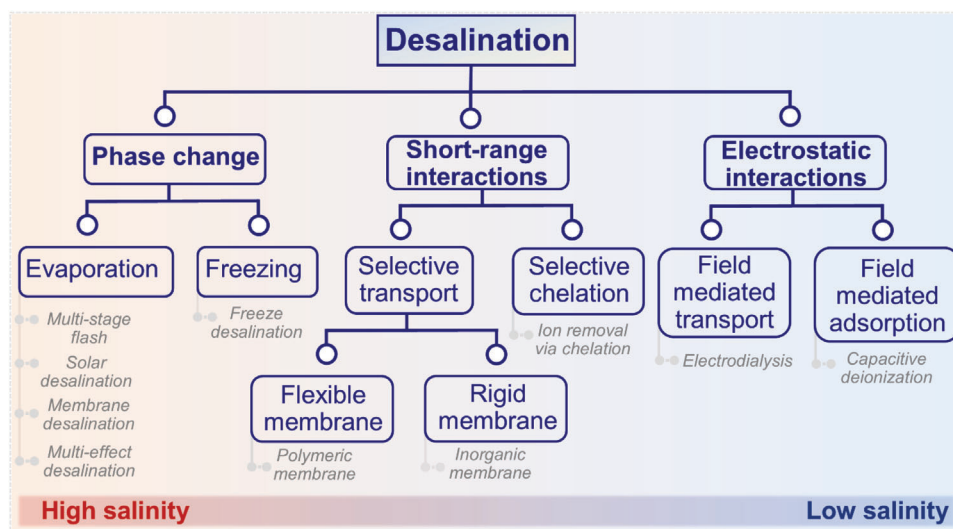 Desalination
Phase change
Short-range
interactions
Electrostatic
interactions
Evaporation
Freezing
Selective
transport
Selective
chelation
Field
mediated
transport
Field
mediated
adsorption
Multi-stage
flash
Solar
desalination
Membrane
desalination
Multi-effect
desalination
Freeze
desalination
Ion removal
via chelation
Electrodialysis
Capacitive
deionization
Flexible
membrane
Rigid
membrane
Polymeric
membrane
Inorganic
membrane
High salinity
Low salinity